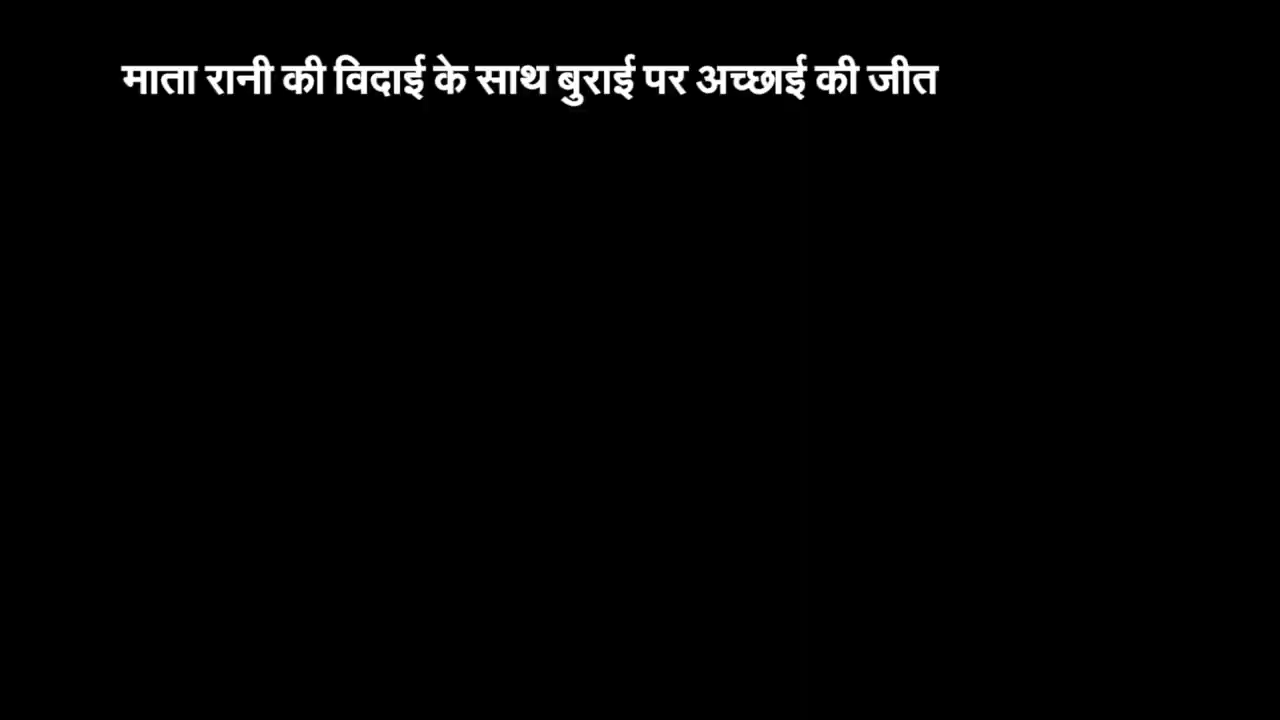 माता रानी की विदाई के साथ बुराई पर अच्छाई की जीत